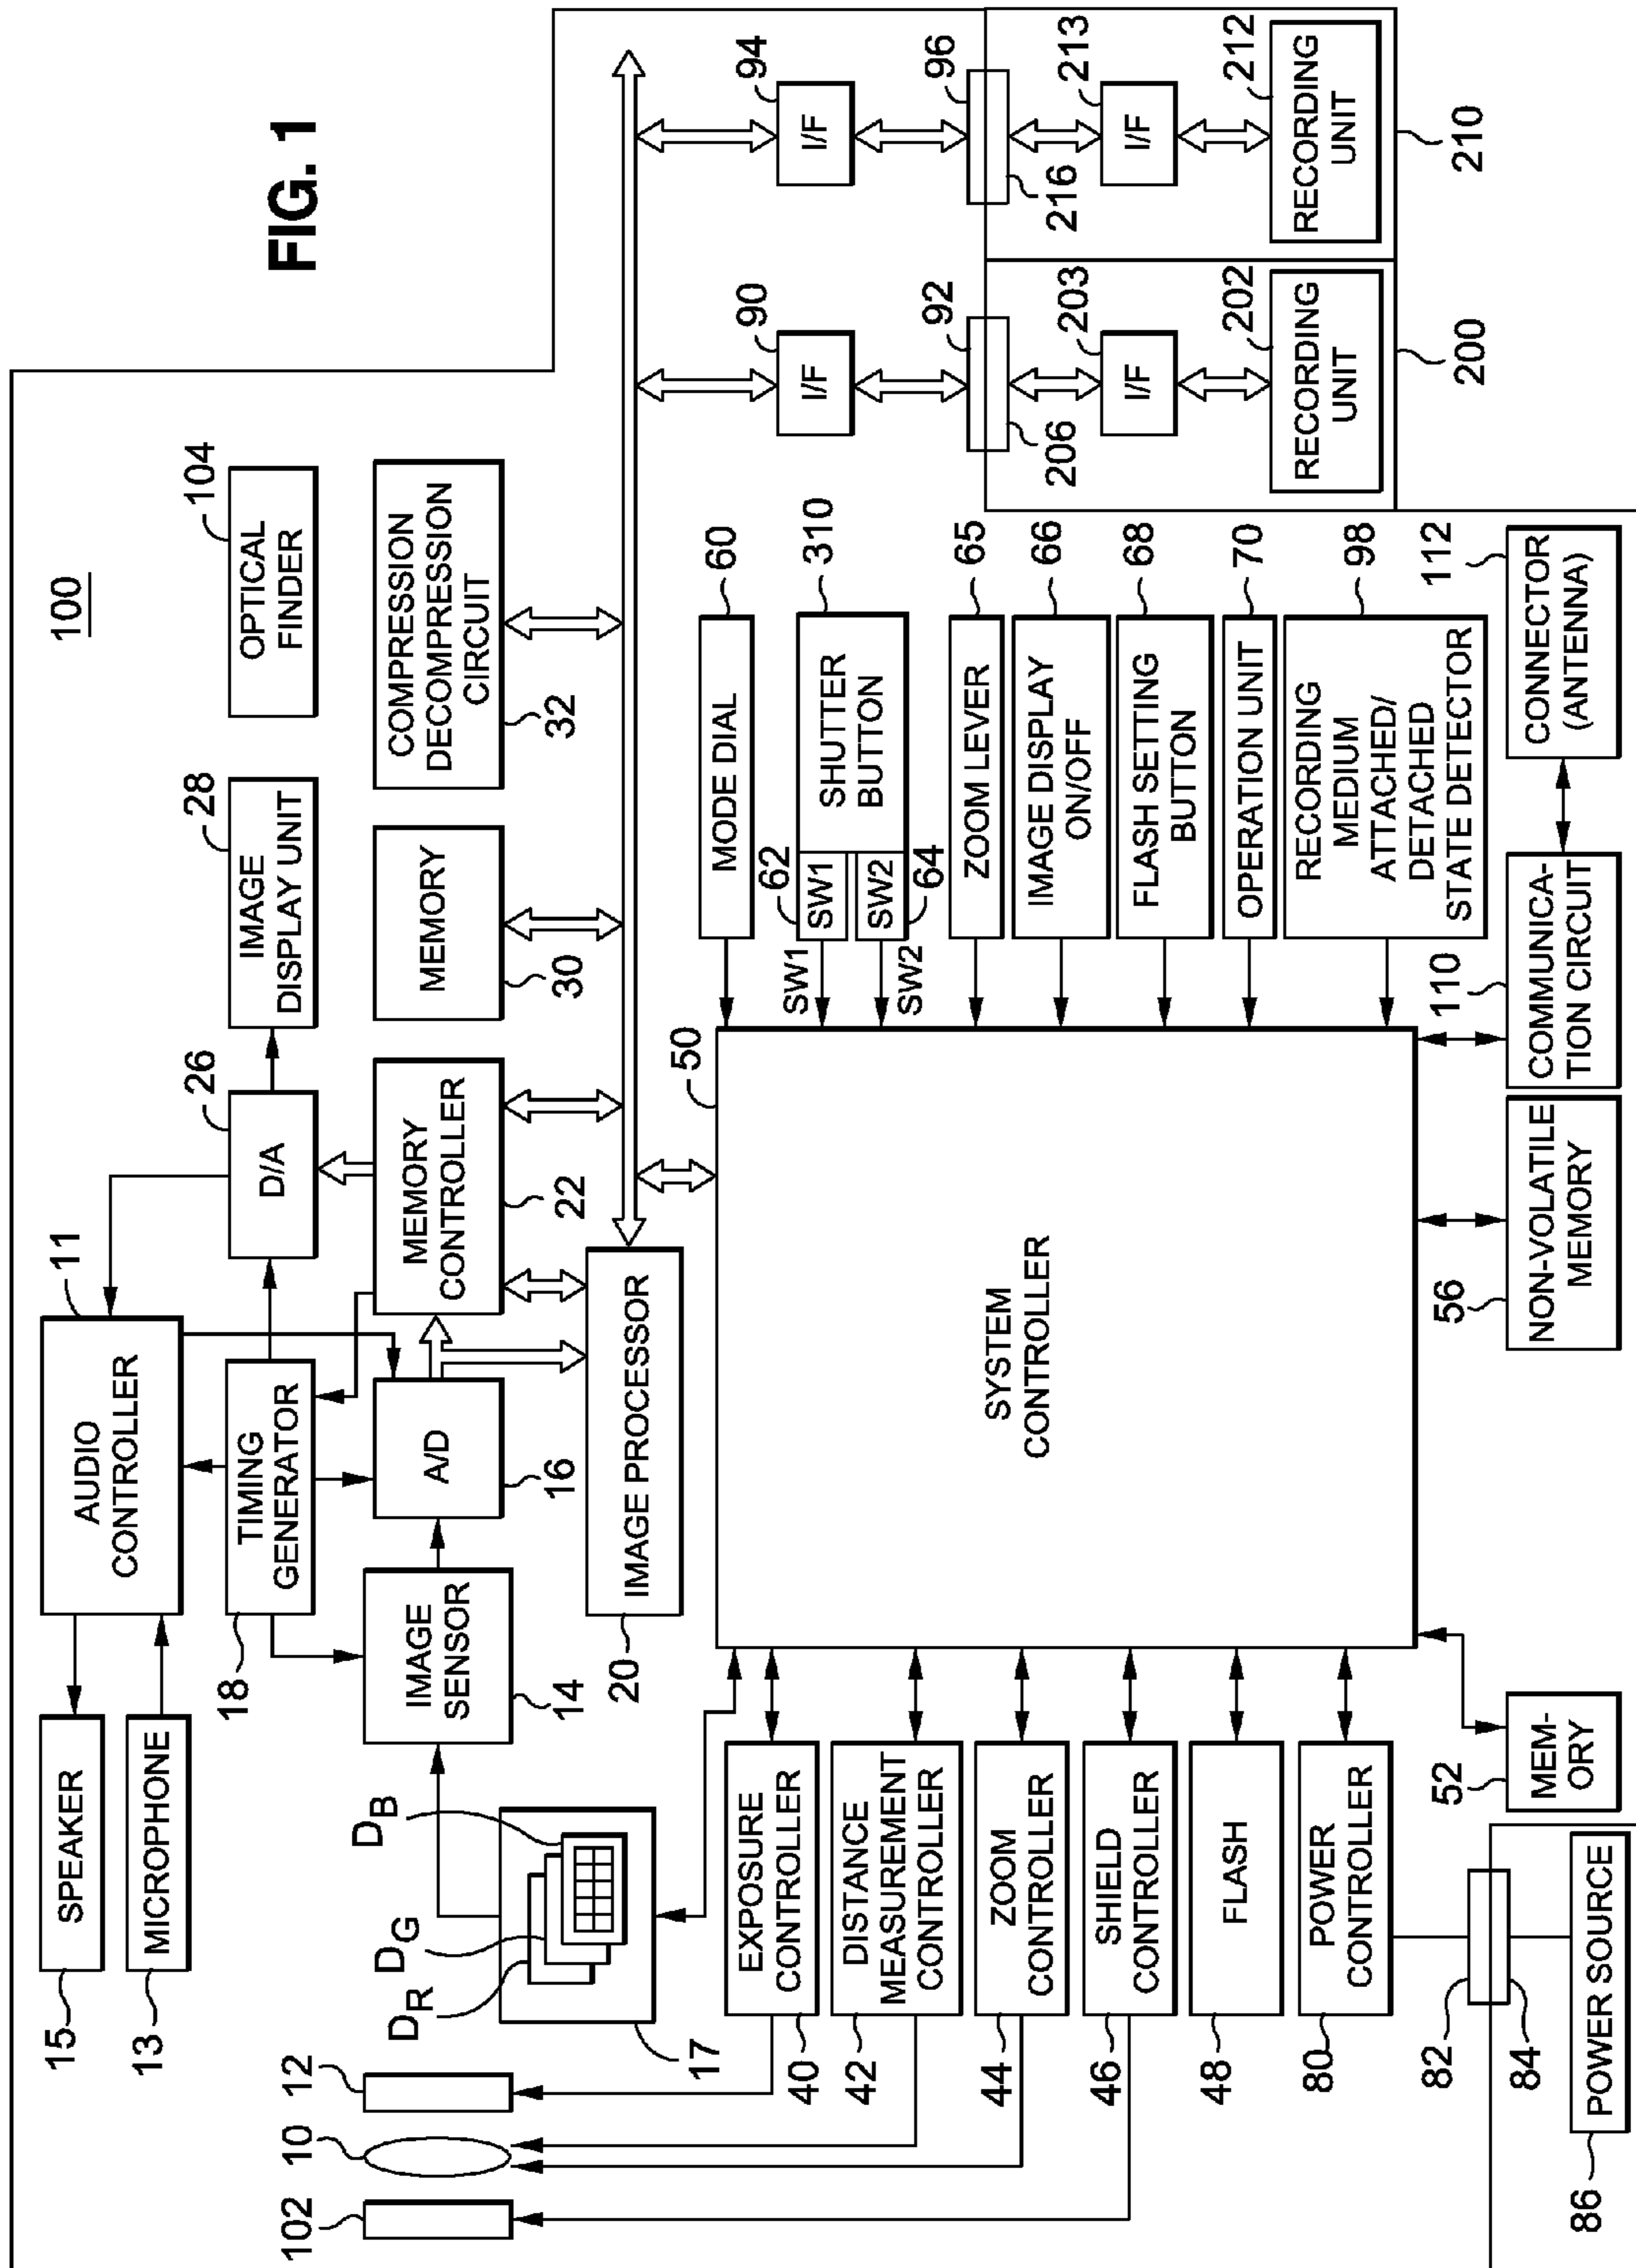 FIG. 1
100
15
SPEAKER
13
MICROPHONE
AUDIO
CONTROLLER
11
18
TIMING
GENERATOR
D/A
26
IMAGE
DISPLAY UNIT
28
OPTICAL
FINDER
104
102
10
12
17
DR
DG
DB
IMAGE
SENSOR
14
A/D
16
MEMORY
CONTROLLER
22
MEMORY
30
COMPRESSION
DECOMPRESSION
CIRCUIT
32
IMAGE PROCESSOR
20
EXPOSURE
CONTROLLER
40
DISTANCE
MEASUREMENT
CONTROLLER
42
ZOOM
CONTROLLER
44
SHIELD
CONTROLLER
46
FLASH
48
POWER
CONTROLLER
80
82
84
POWER SOURCE
86
SYSTEM
CONTROLLER
50
MODE DIAL
60
SHUTTER
BUTTON
310
SW1
62
SW1
SW2
64
SW2
ZOOM LEVER
65
IMAGE DISPLAY
ON/OFF
66
FLASH SETTING
BUTTON
68
OPERATION UNIT
70
RECORDING
MEDIUM
ATTACHED/
DETACHED
STATE DETECTOR
98
52
MEM-
ORY
56
NON-VOLATILE
MEMORY
110
COMMUNICA-
TION CIRCUIT
CONNECTOR
(ANTENNA)
112
I/F
90
92
206
I/F
203
RECORDING
UNIT
202
200
I/F
94
96
216
I/F
213
RECORDING
UNIT
212
210